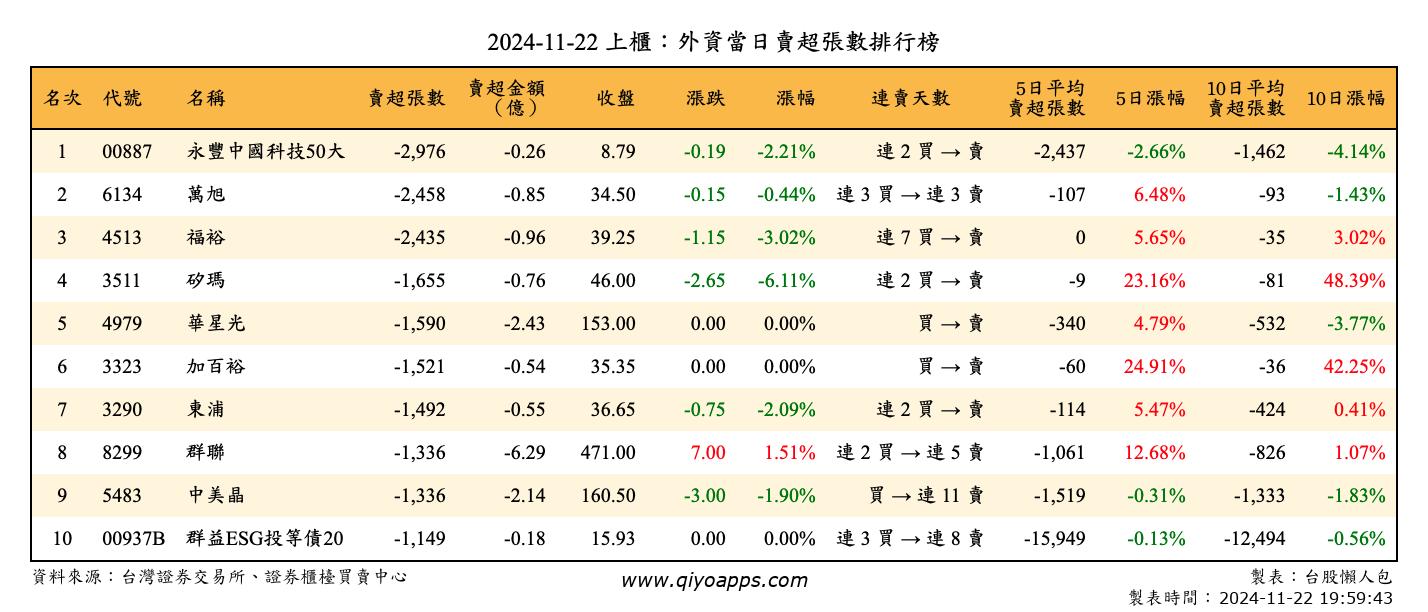 2024-11-22 上櫃：外資當日賣超張數排行榜
名次 代號 名稱 賣超張數 賣超金額（億） 收盤 漲跌 漲幅 連賣天數 5日平均賣超張數 5日漲幅 10日平均賣超張數 10日漲幅
1 00887 永豐中國科技50大 -2,976 -0.26 8.79 -0.19 -2.21% 連 2 買 → 賣 -2,437 -2.66% -1,462 -4.14%
2 6134 萬旭 -2,458 -0.85 34.50 -0.15 -0.44% 連 3 買 → 連 3 賣 -107 6.48% -93 -1.43%
3 4513 福裕 -2,435 -0.96 39.25 -1.15 -3.02% 連 7 買 → 賣 0 5.65% -35 3.02%
4 3511 矽瑪 -1,655 -0.76 46.00 -2.65 -6.11% 連 2 買 → 賣 -9 23.16% -81 48.39%
5 4979 華星光 -1,590 -2.43 153.00 0.00 0.00% 買 → 賣 -340 4.79% -532 -3.77%
6 3323 加百裕 -1,521 -0.54 35.35 0.00 0.00% 買 → 賣 -60 24.91% -36 42.25%
7 3290 東浦 -1,492 -0.55 36.65 -0.75 -2.09% 連 2 買 → 賣 -114 5.47% -424 0.41%
8 8299 群聯 -1,336 -6.29 471.00 7.00 1.51% 連 2 買 → 連 5 賣 -1,061 12.68% -826 1.07%
9 5483 中美晶 -1,336 -2.14 160.50 -3.00 -1.90% 買 → 連 11 賣 -1,519 -0.31% -1,333 -1.83%
10 00937B 群益ESG投等債20 -1,149 -0.18 15.93 0.00 0.00% 連 3 買 → 連 8 賣 -15,949 -0.13% -12,494 -0.56%
資料來源：台灣證券交易所、證券櫃檯買賣中心 www.qiyoapps.com 製表：台股懶人包
製表時間：2024-11-22 19:59:43